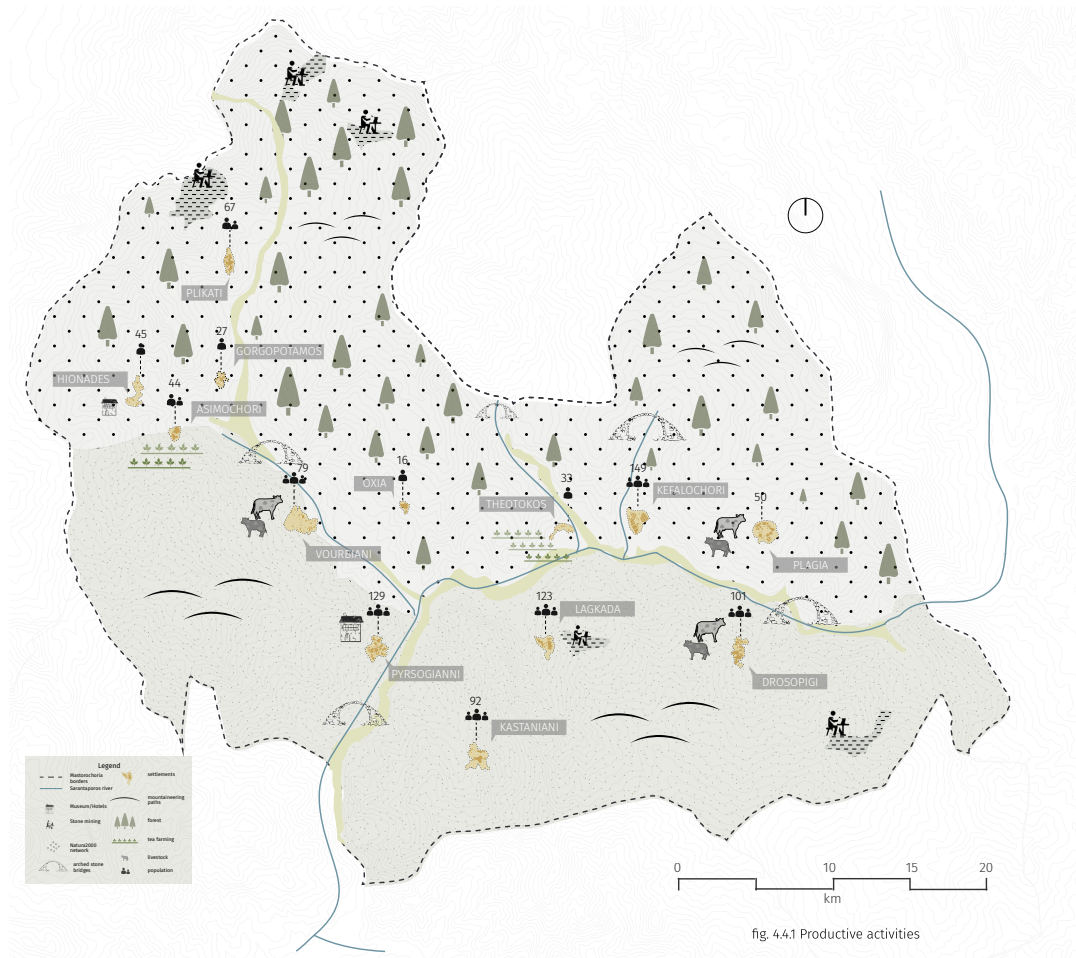 67
PLIKATI
45
27
GORGOPOTAMOS
HIONADES
44
ASIMOCHORI
79
16
OXIA
33
149
THEOTOKOS
KEFALOCHORI
50
VOURBIANI
PLAGIA
129
123
LAGKADA
101
PYRSOGIANNI
DROSOPIGI
92
KASTANIANI
Legend
Mastorochoria
borders
settlements
Sarantaporos river
Museum/Hotels
mountaineering
paths
Stone mining
forest
Natura2000
network
tea farming
arched stone
bridges
livestock
population
0
10
15
20
km
fig. 4.4.1 Productive activities